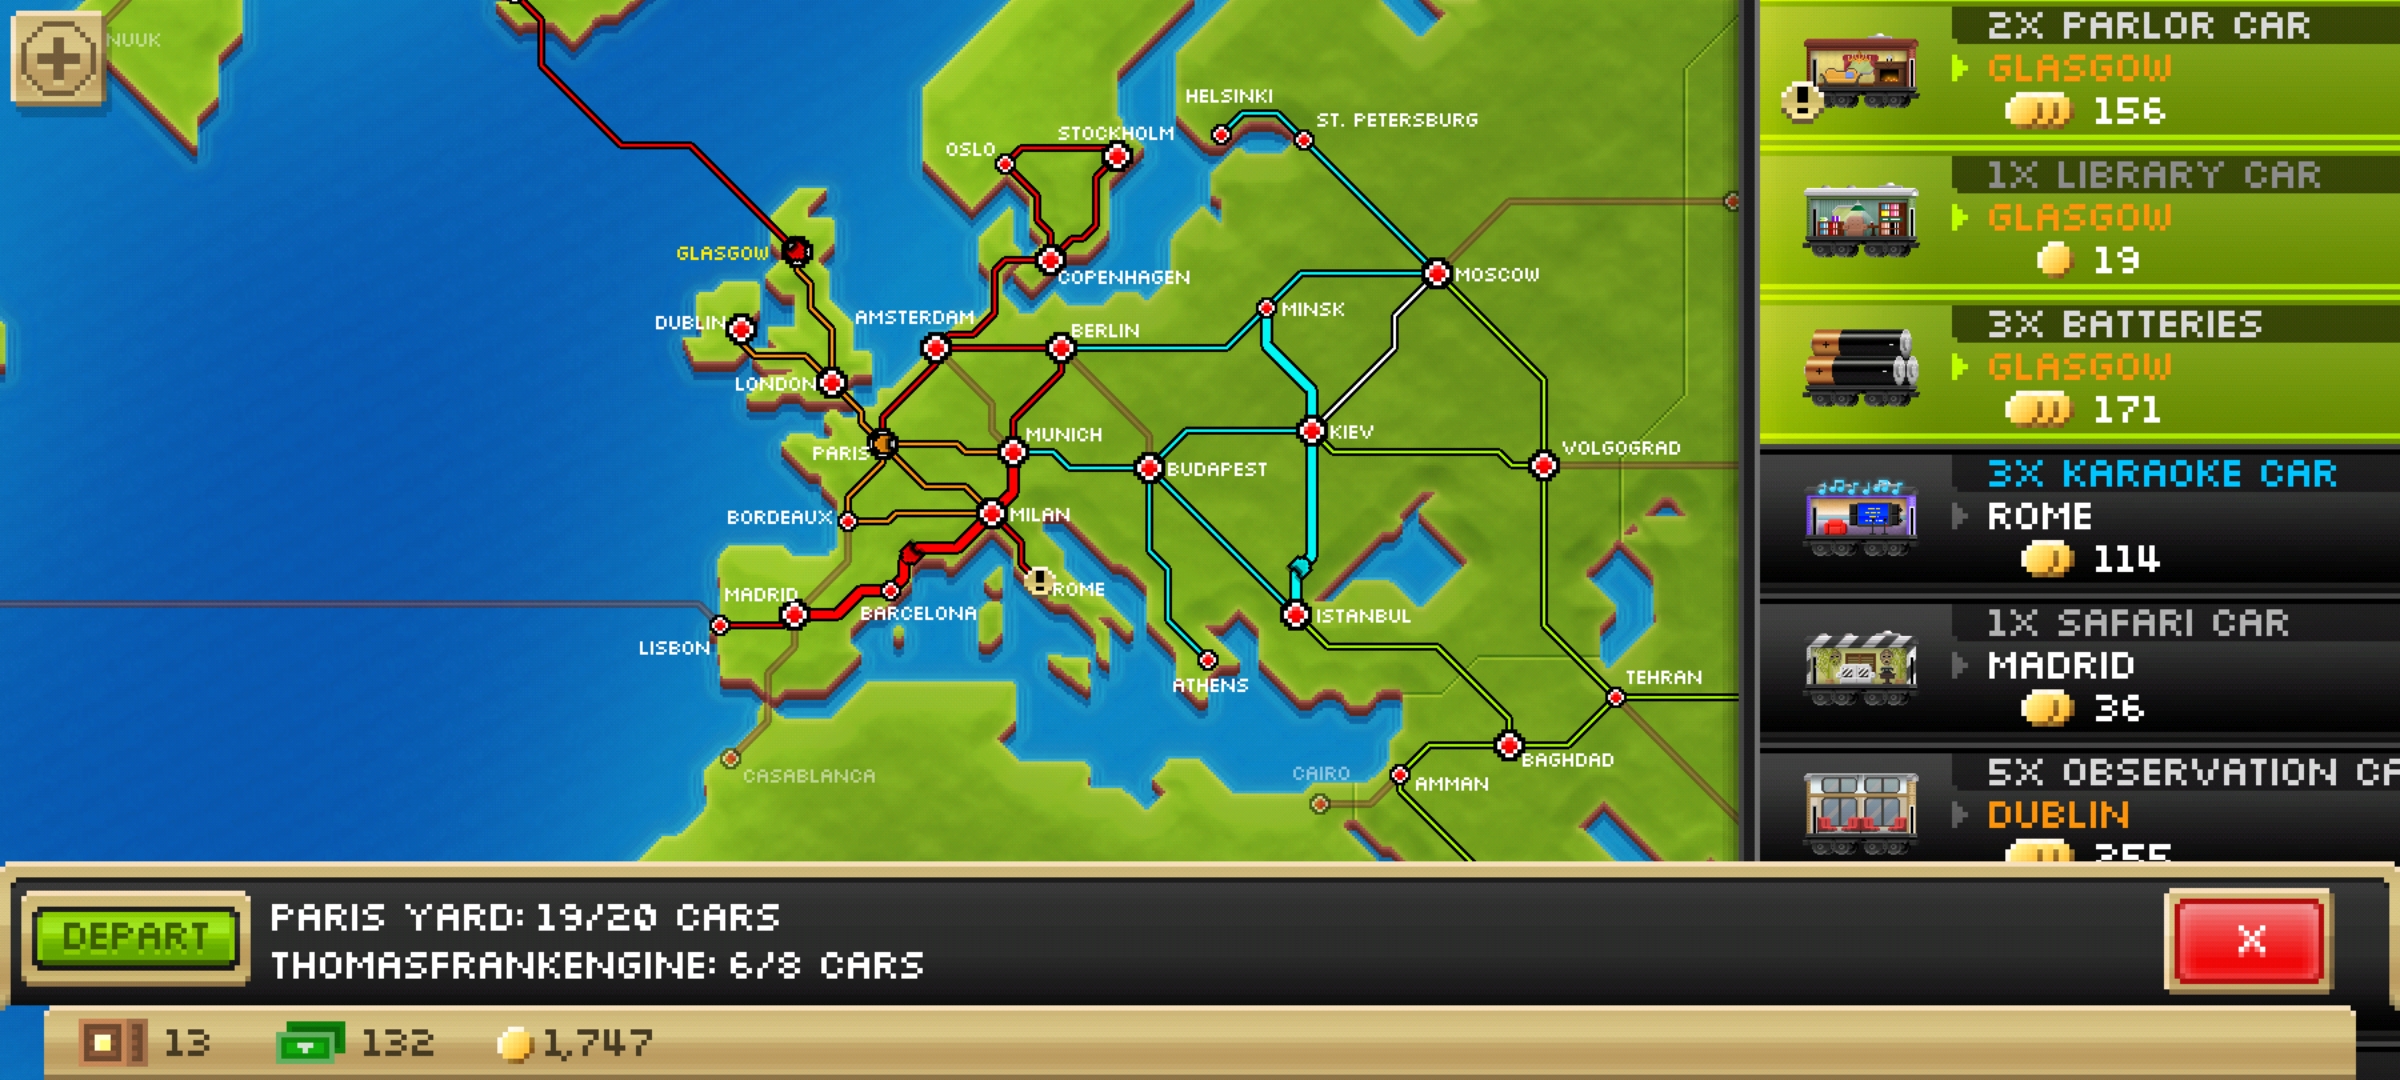 NUUK
HELSINKI
ST. PETERSBURG
STOCKHOLM
OSLO
GLASGOW
COPENHAGEN
MOSCOW
MINSK
DUBLIN
AMSTERDAM
BERLIN
LONDON
KIEV
MUNICH
PARIS
BUDAPEST
VOLGOGRAD
BORDEAUX
MILAN
MADRID
ROME
BARCELONA
ISTANBUL
LISBON
ATHENS
TEHRAN
CASABLANCA
CAIRO
AMMAN
BAGHDAD
2X PARLOR CAR
GLASGOW
156
1X LIBRARY CAR
GLASGOW
19
3X BATTERIES
GLASGOW
171
3X KARAOKE CAR
ROME
114
1X SAFARI CAR
MADRID
36
5X OBSERVATION CA
DUBLIN
255
DEPART
PARIS YARD: 19/20 CARS
THOMASFRANKENGINE: 6/8 CARS
X
13
132
1,747